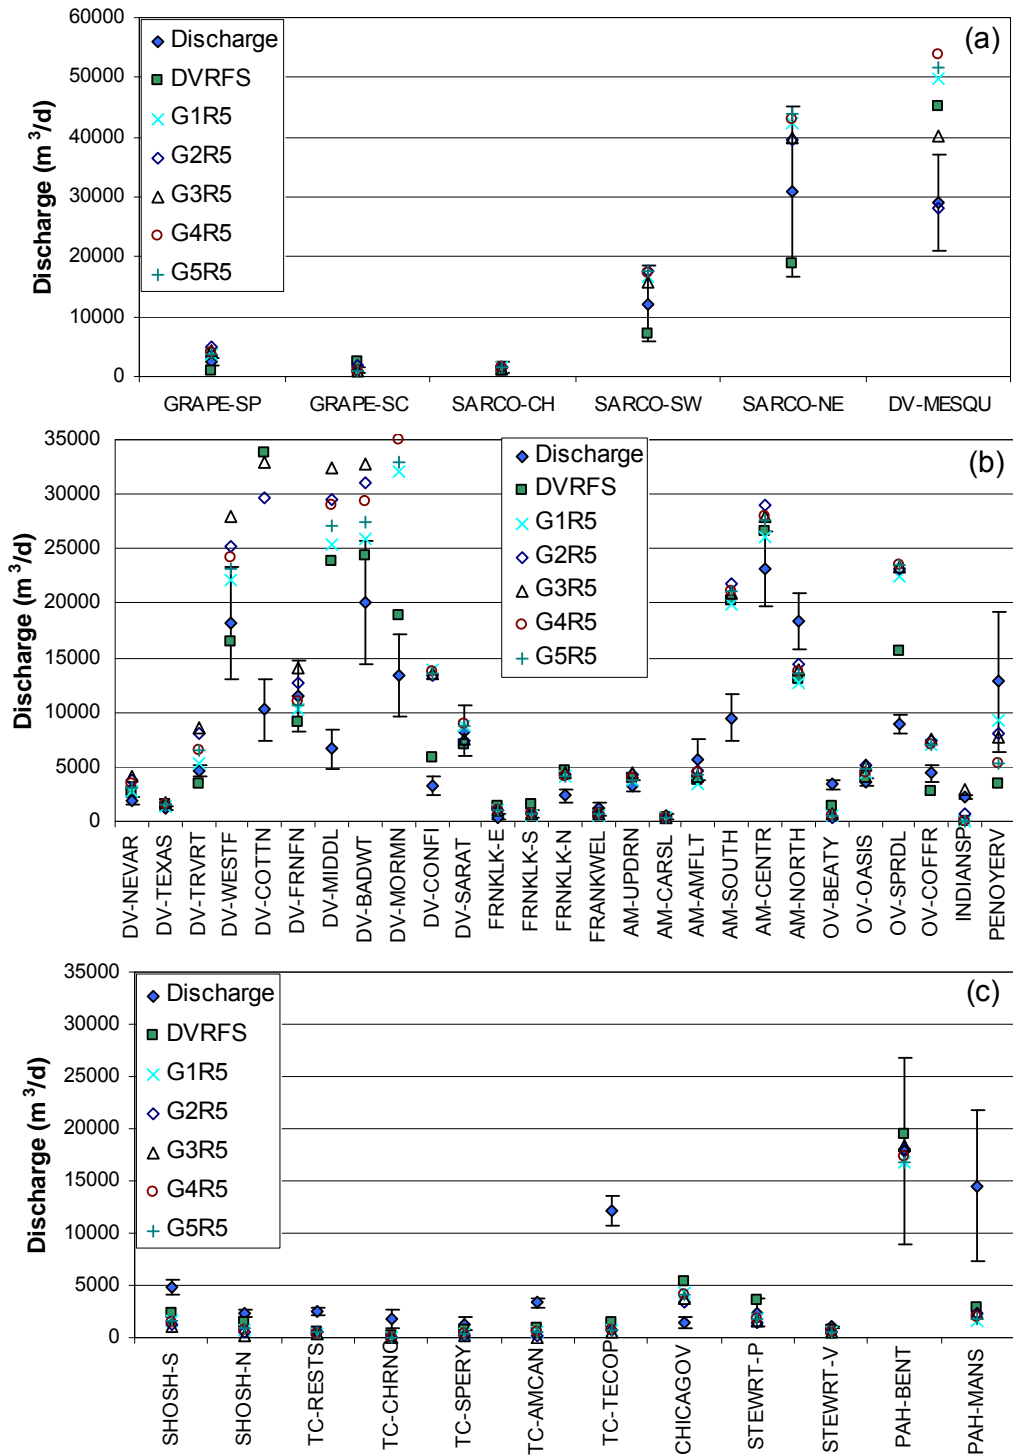 (a)
60000
50000
40000
30000
20000
10000
0
Discharge (m³/d)
Discharge
DVRFS
G1R5
G2R5
G3R5
G4R5
G5R5
GRAPE-SP
GRAPE-SC
SARCO-CH
SARCO-SW
SARCO-NE
DV-MESQU
(b)
35000
30000
25000
20000
15000
10000
5000
0
Discharge (m³/d)
Discharge
DVRFS
G1R5
G2R5
G3R5
G4R5
G5R5
DV-NEVAR
DV-TEXAS
DV-TRVRT
DV-WESTF
DV-COTTN
DV-FRNFN
DV-MIDDL
DV-BADWT
DV-MORMN
DV-CONFI
DV-SARAT
FRNKLK-E
FRNKLK-S
FRNKLK-N
FRANKWEL
AM-UPDRN
AM-CARSL
AM-AMFLT
AM-SOUTH
AM-CENTR
AM-NORTH
OV-BEATY
OV-OASIS
OV-SPRDL
OV-COFFR
INDIANSP
PENOYERV
(c)
35000
30000
25000
20000
15000
10000
5000
0
Discharge (m³/d)
Discharge
DVRFS
G1R5
G2R5
G3R5
G4R5
G5R5
SHOSH-S
SHOSH-N
TC-RESTS
TC-CHRNG
TC-SPERY
TC-AMCAN
TC-TECOP
CHICAGOV
STEWRT-P
STEWRT-V
PAH-BENT
PAH-MANS